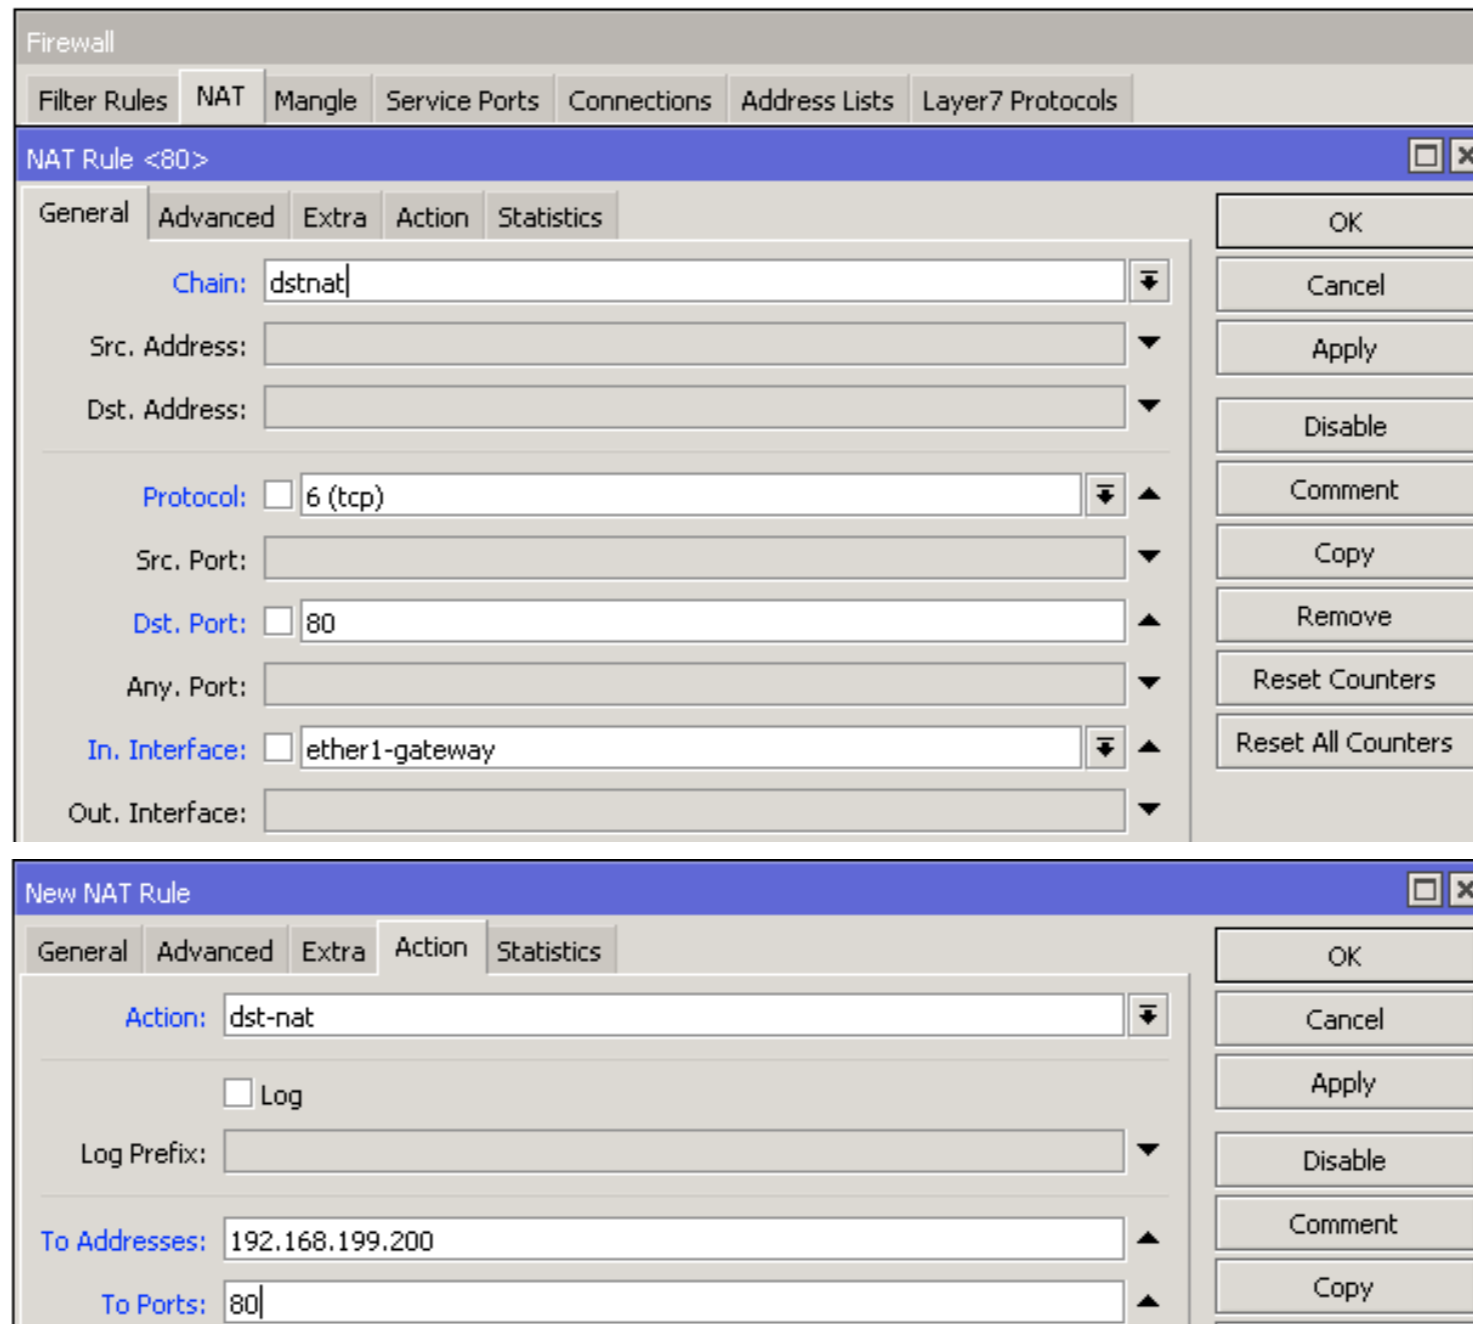 Firewall
Filter Rules NAT Mangle Service Ports Connections Address Lists Layer7 Protocols
NAT Rule <80>
General Advanced Extra Action Statistics
OK
Chain: dstnat
Cancel
Src. Address:
Apply
Dst. Address:
Disable
Protocol: 6 (tcp)
Comment
Src. Port:
Copy
Dst. Port: 80
Remove
Any. Port:
Reset Counters
In. Interface: ether1-gateway
Reset All Counters
Out. Interface:
New NAT Rule
General Advanced Extra Action Statistics
OK
Action: dst-nat
Cancel
Log
Apply
Log Prefix:
Disable
To Addresses: 192.168.199.200
Comment
To Ports: 80
Copy